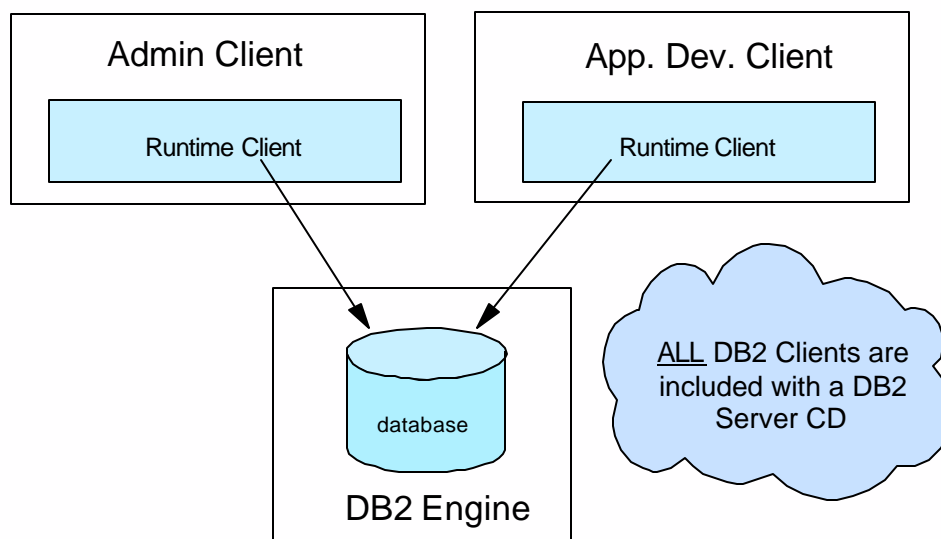 Admin Client
Runtime Client
App. Dev. Client
Runtime Client
ALL DB2 Clients are
included with a DB2
Server CD
database
DB2 Engine